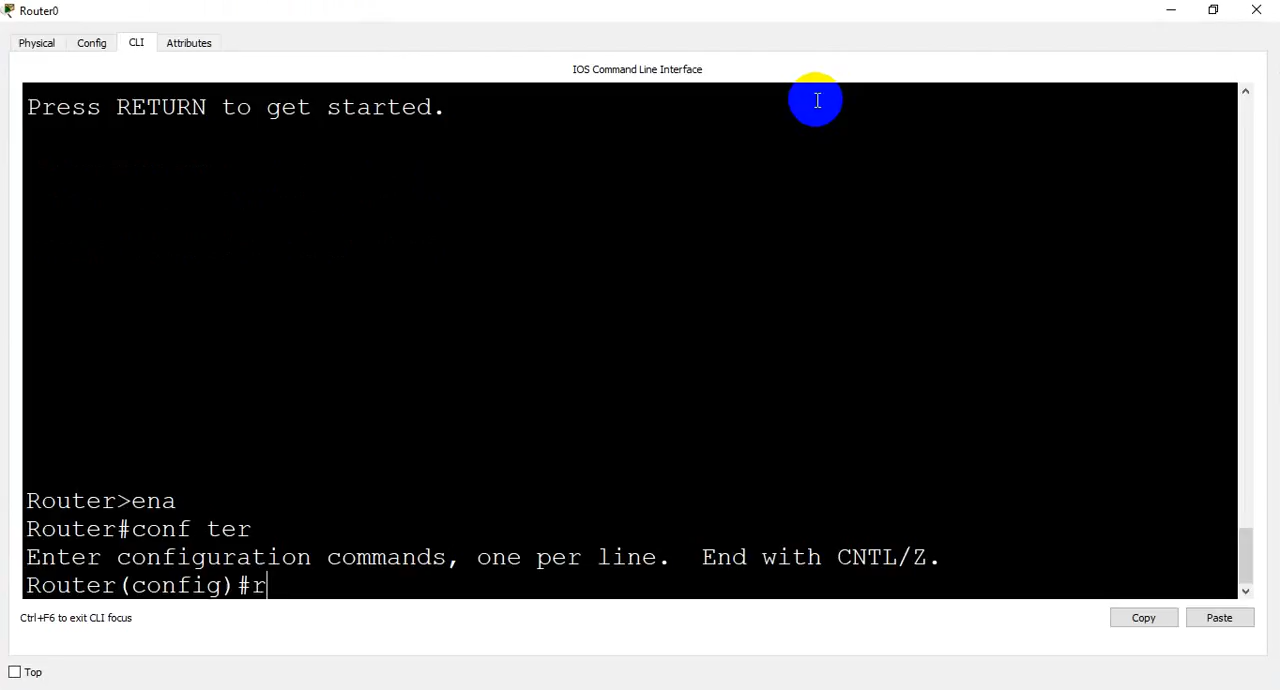 Router0
Physical Config CLI Attributes
IOS Command Line Interface
Press RETURN to get started.
Router>ena
Router#conf ter
Enter configuration commands, one per line.  End with CNTL/Z.
Router(config)#r
Ctrl+F6 to exit CLI focus
Copy Paste
Top